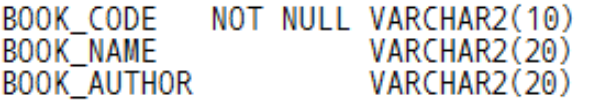 BOOK_CODE NOT NULL VARCHAR2(10)
BOOK_NAME VARCHAR2(20)
BOOK_AUTHOR VARCHAR2(20)